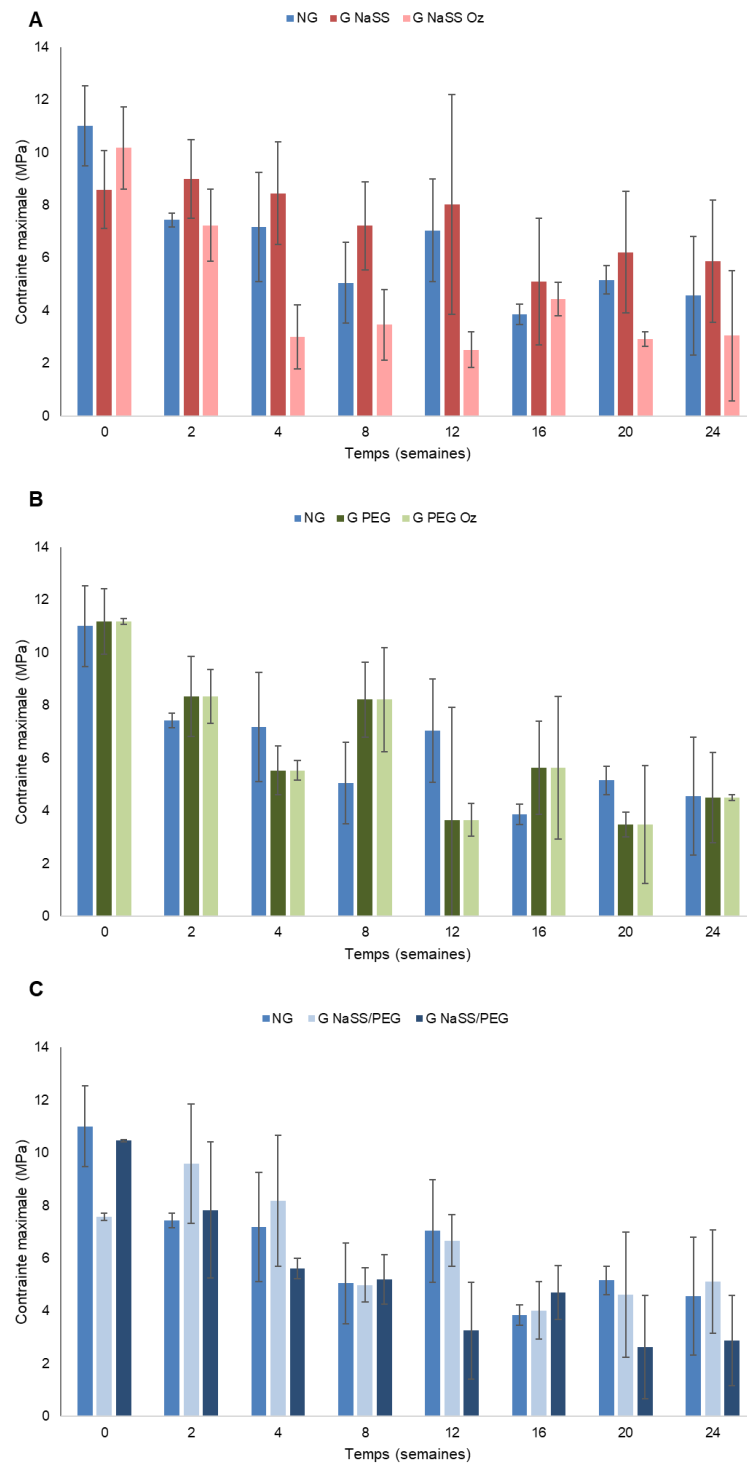 A
NG G NaSS G NaSS Oz
Contrainte maximale (MPa)
14
12
10
8
6
4
2
0
0 2 4 8 12 16 20 24
Temps (semaines)
B
NG G PEG G PEG Oz
Contrainte maximale (MPa)
14
12
10
8
6
4
2
0
0 2 4 8 12 16 20 24
Temps (semaines)
C
NG G NaSS/PEG G NaSS/PEG
Contrainte maximale (MPa)
14
12
10
8
6
4
2
0
0 2 4 8 12 16 20 24
Temps (semaines)